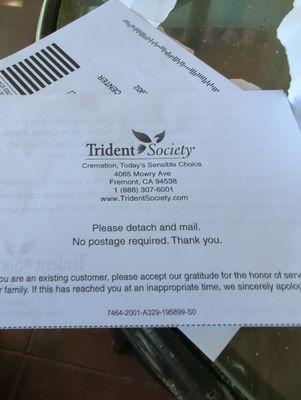 902
CENTER
Trident Society®
Cremation, Today's Sensible Choice
4065 Mowry Ave
Fremont, CA 94538
1 (888) 307-6001
www.TridentSociety.com
Please detach and mail.
No postage required. Thank you.
you are an existing customer, please accept our gratitude for the honor of serv
r family. If this has reached you at an inappropriate time, we sincerely apolog
7464-2001-A329-195899-S0